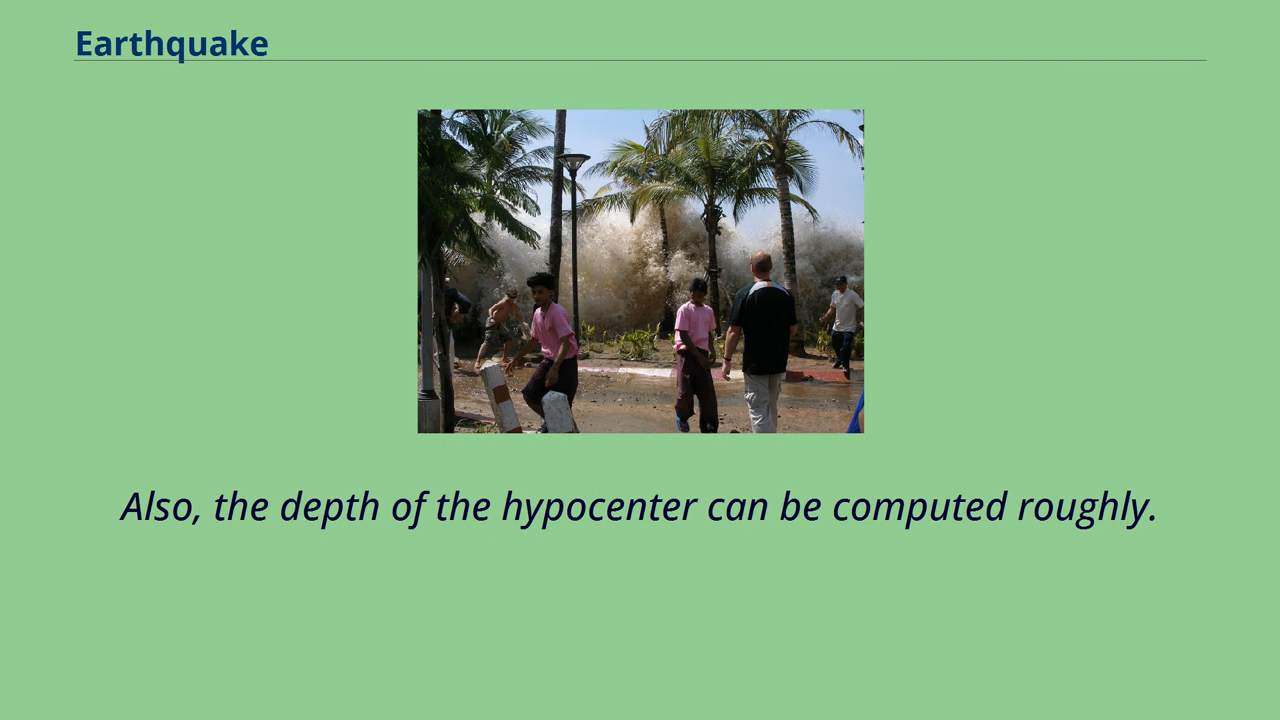 Earthquake
Also, the depth of the hypocenter can be computed roughly.